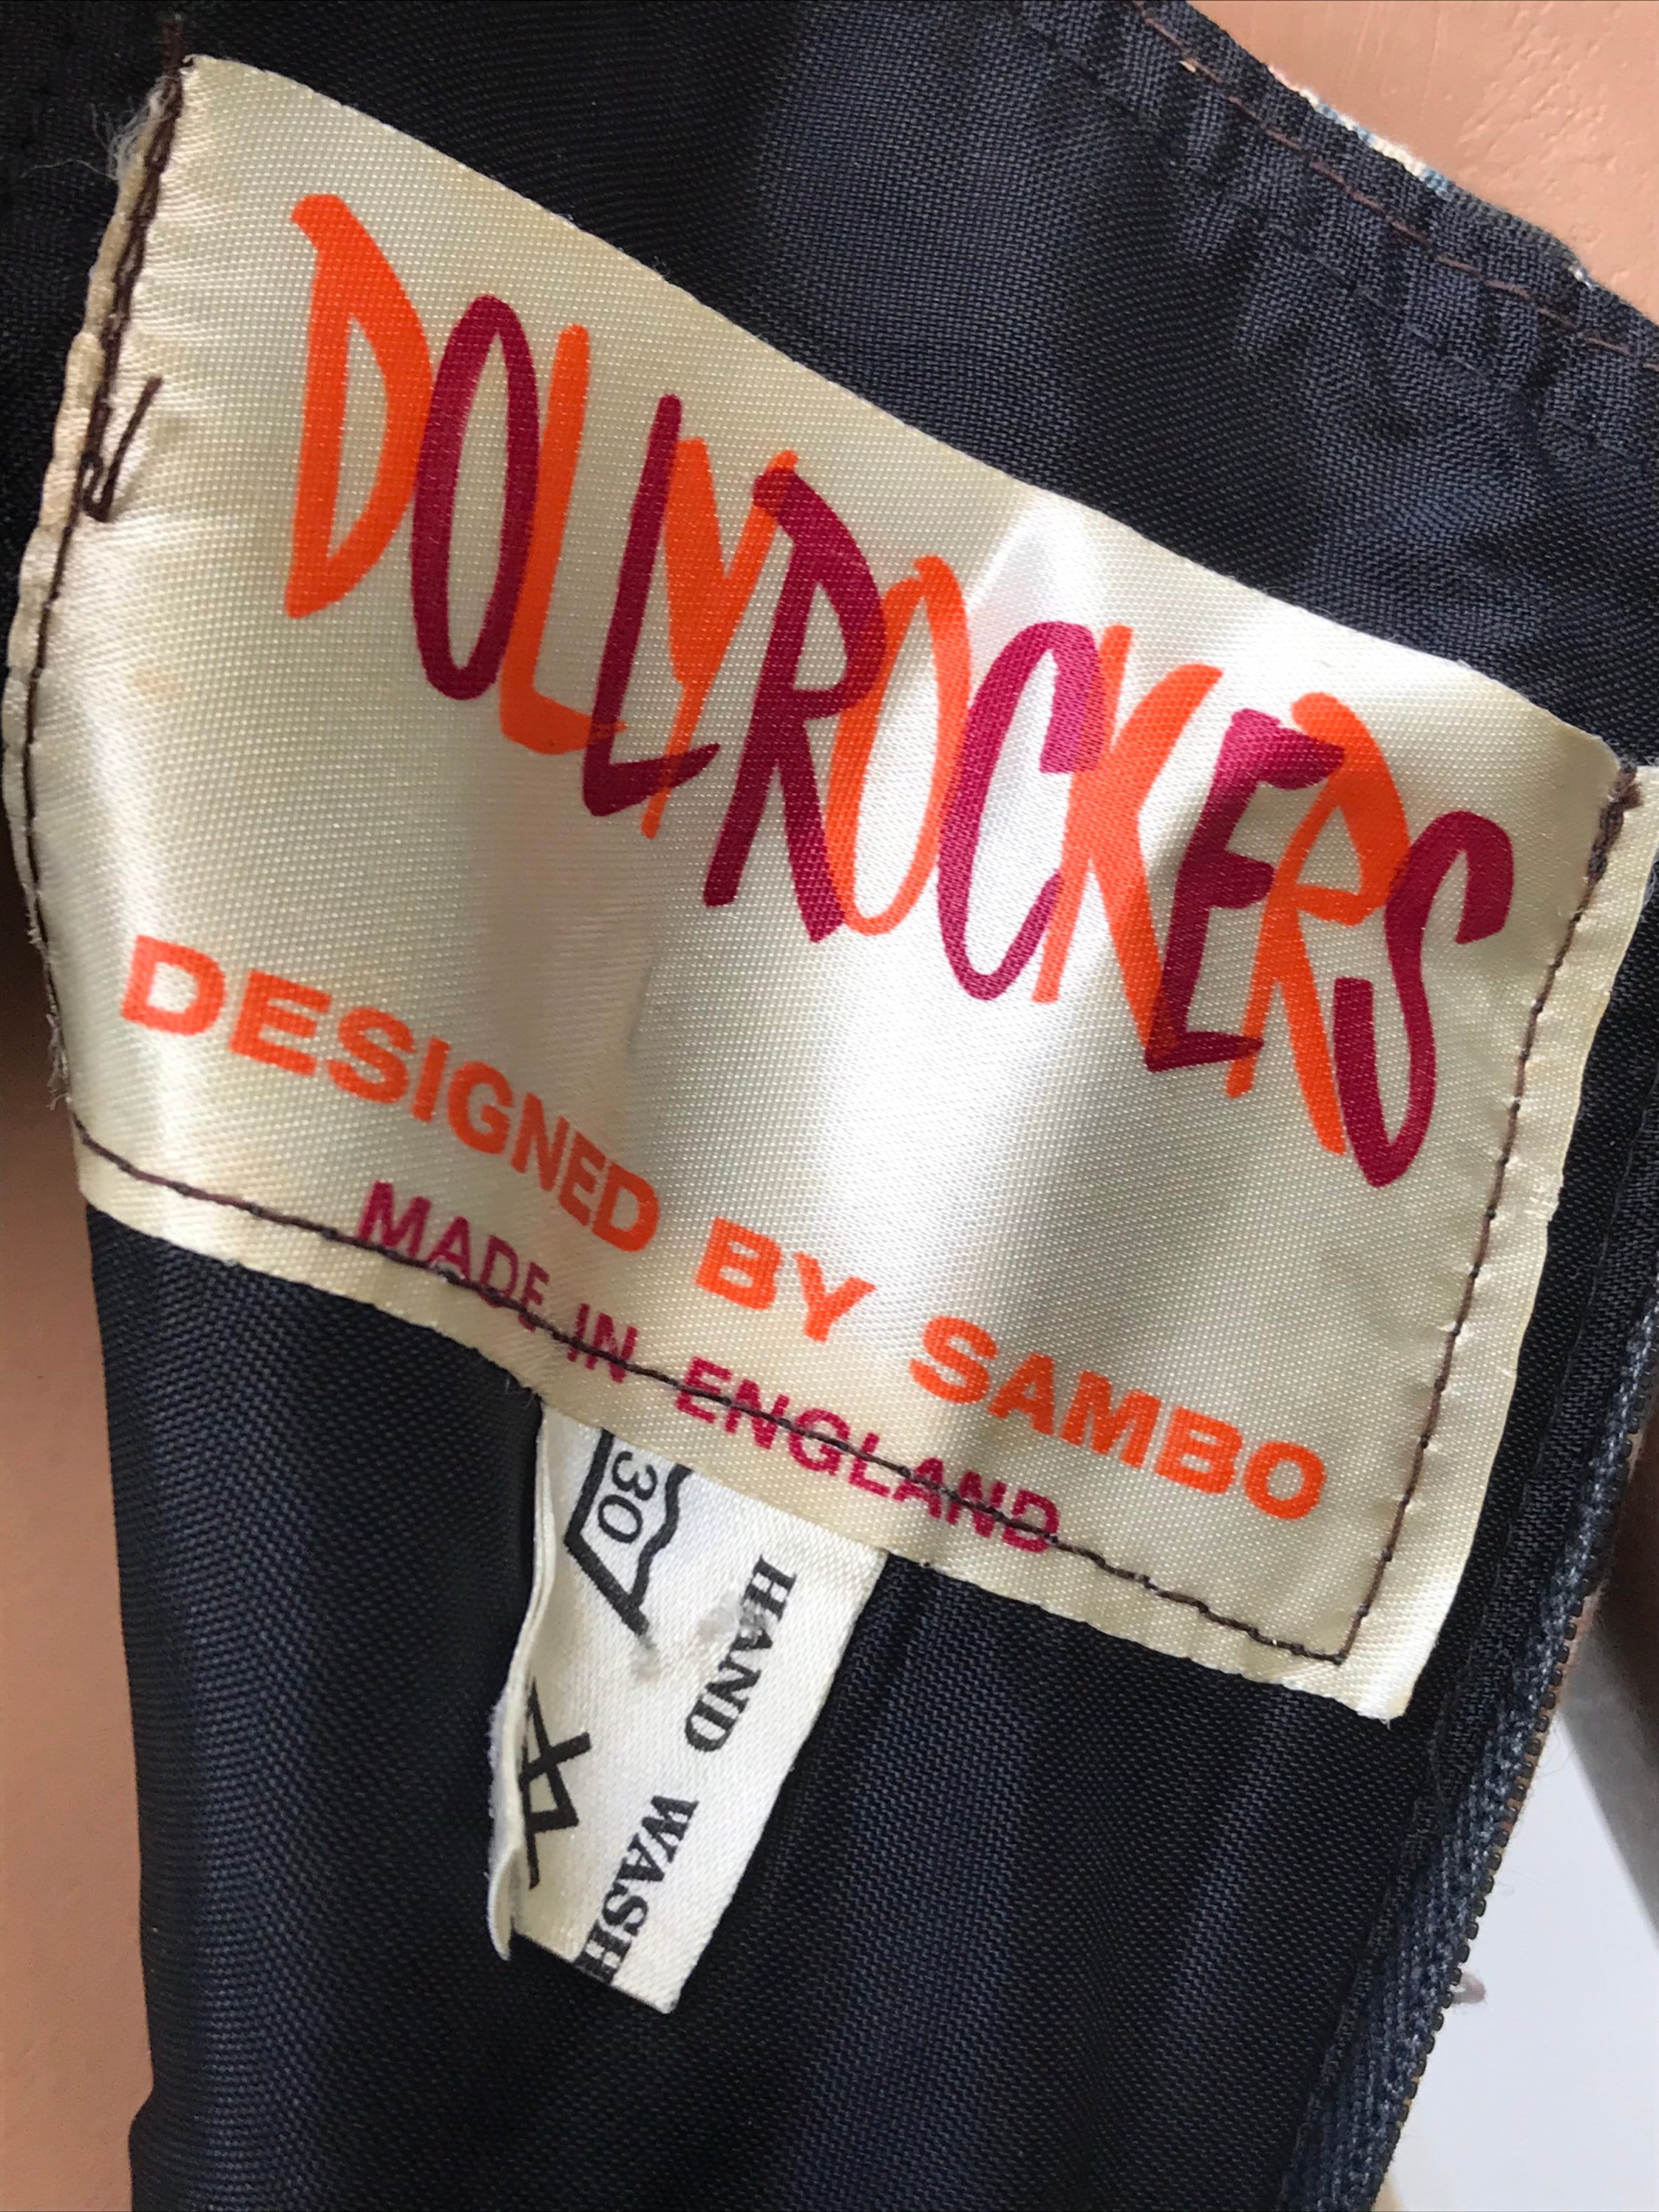 DOLLYROCKERS
DESIGNED BY SAMBO
MADE IN ENGLAND
30
HAND WASH